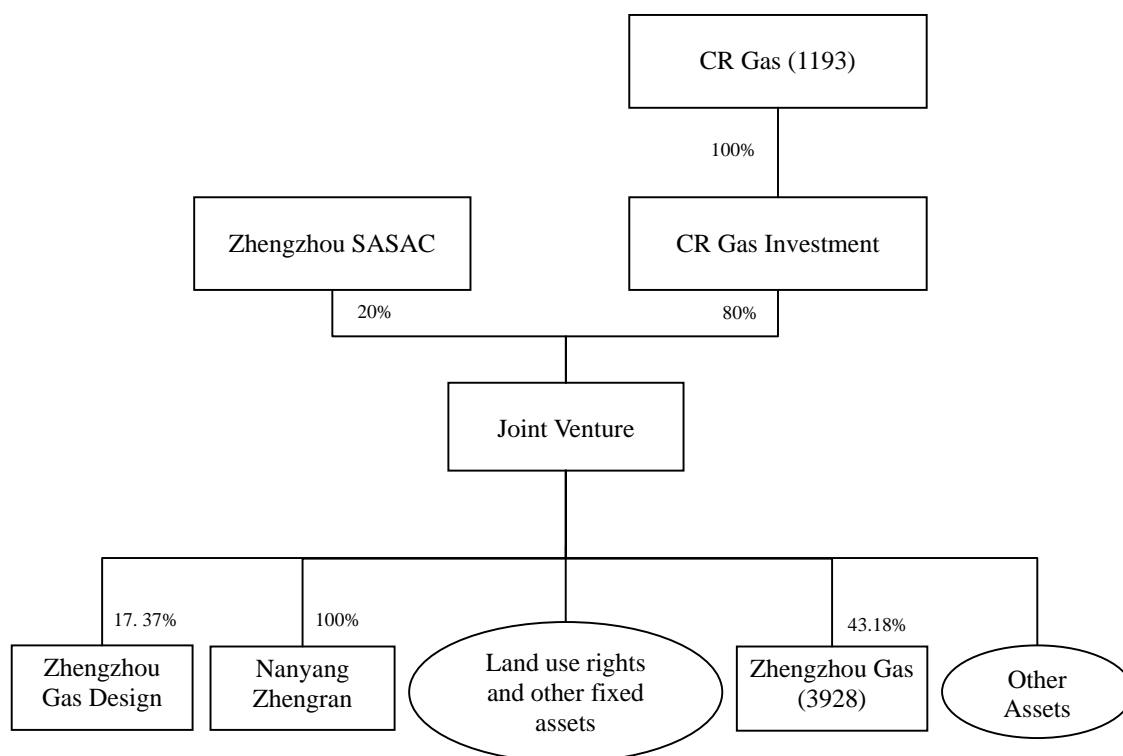 CR Gas (1193)
100%
Zhengzhou SASAC
CR Gas Investment
20%
80%
Joint Venture
17. 37%
100%
43.18%
Zhengzhou
Gas Design
Nanyang
Zhengran
Land use rights
and other fixed
assets
Zhengzhou Gas
(3928)
Other
Assets